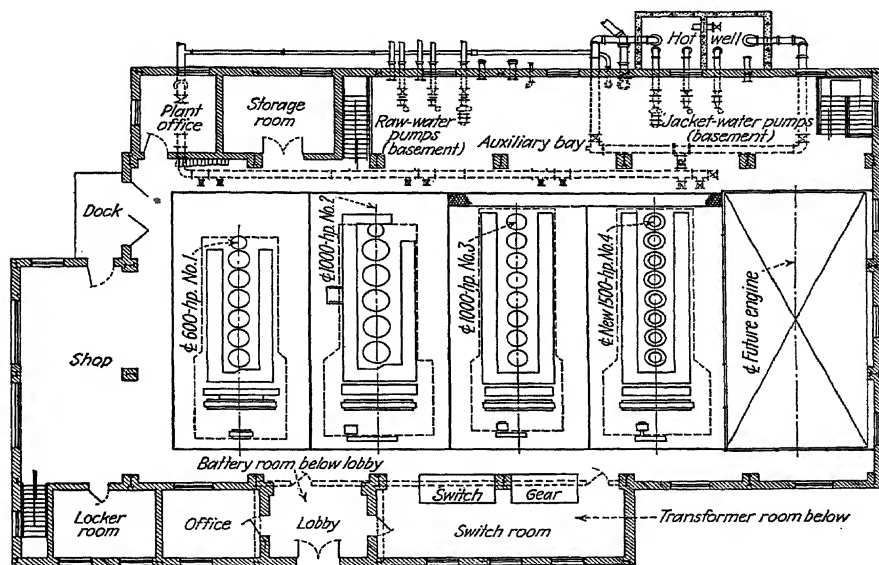 Hot well
Plant
office
Storage
room
Raw-water
pumps
(basement)
Auxiliary bay
Jacket-water pumps
(basement)
Dock
℄ 600-hp. No.1
℄ 1000-hp. No.2
℄ 1000-hp. No.3
℄ New 1500-hp. No.4
℄ Future engine
Shop
Battery room below lobby
Switch Gear
Locker
room
Office
Lobby
Switch room
Transformer room below